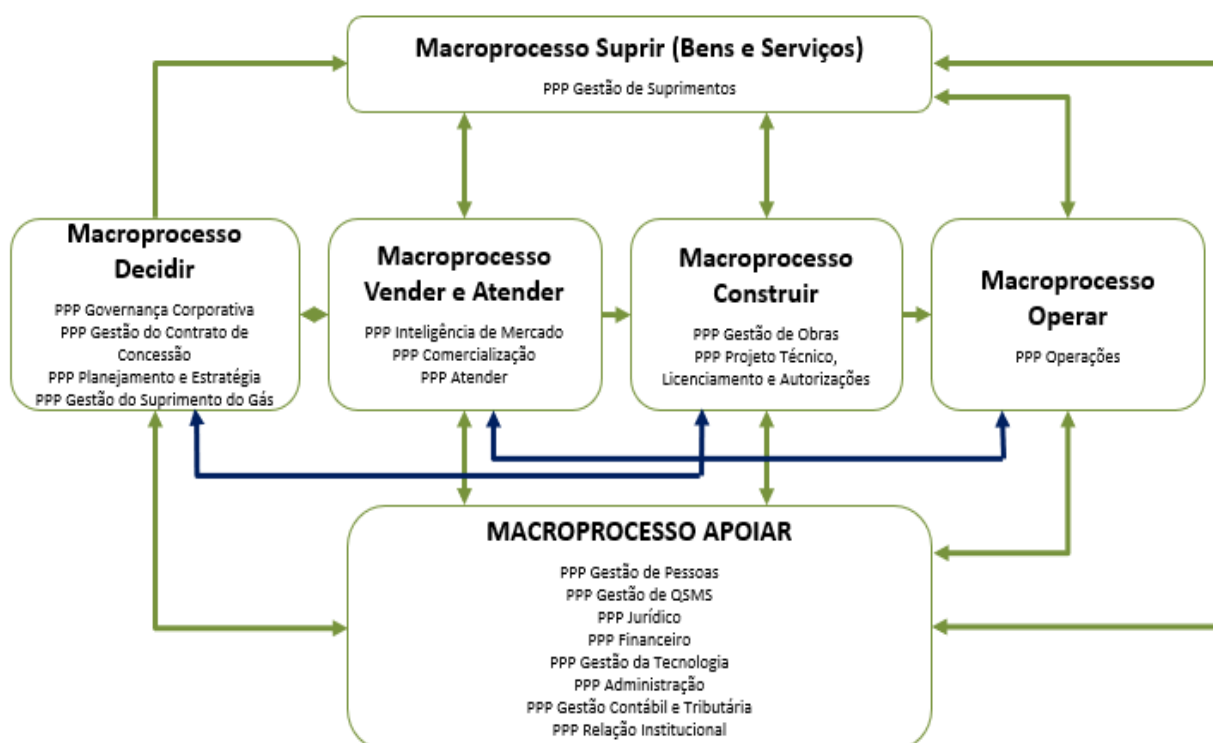 Macroprocesso Suprir (Bens e Serviços)
PPP Gestão de Suprimentos
Macroprocesso
Decidir
PPP Governança Corporativa
PPP Gestão do Contrato de
Concessão
PPP Planejamento e Estratégia
PPP Gestão do Suprimento do Gás
Macroprocesso
Vender e Atender
PPP Inteligência de Mercado
PPP Comercialização
PPP Atender
Macroprocesso
Construir
PPP Gestão de Obras
PPP Projeto Técnico,
Licenciamento e Autorizações
Macroprocesso
Operar
PPP Operações
MACROPROCESSO APOIAR
PPP Gestão de Pessoas
PPP Gestão de QSMS
PPP Jurídico
PPP Financeiro
PPP Gestão da Tecnologia
PPP Administração
PPP Gestão Contábil e Tributária
PPP Relação Institucional